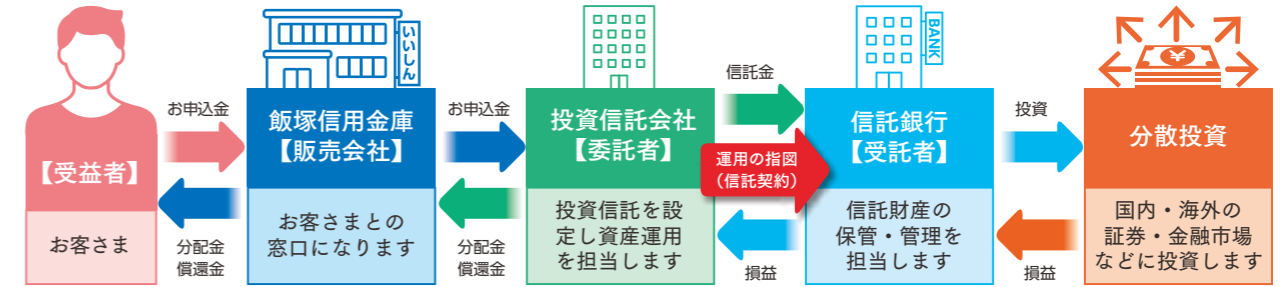 【受益者】
お客さま
お申込金
分配金
償還金
いいしん
飯塚信用金庫
【販売会社】
お客さまとの
窓口になります
お申込金
分配金
償還金
投資信託会社
【委託者】
投資信託を設
定し資産運用
を担当します
信託金
運用の指図
（信託契約）
損益
BANK
信託銀行
【受託者】
信託財産の
保管・管理を
担当します
投資
損益
¥
分散投資
国内・海外の
証券・金融市場
などに投資します